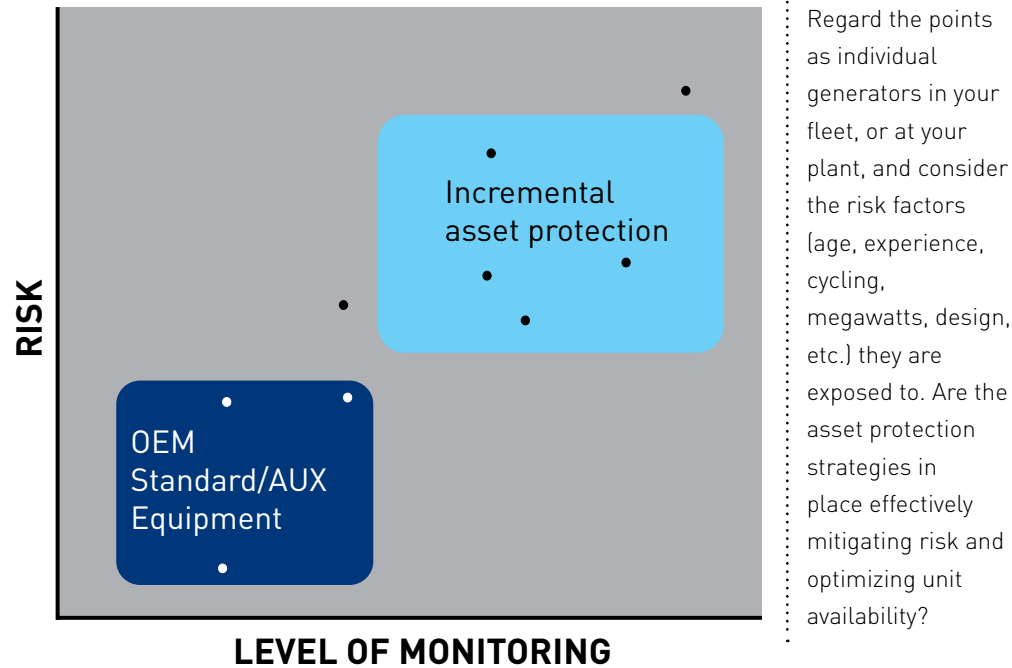 RISK
Incremental
asset protection
OEM
Standard/AUX
Equipment
LEVEL OF MONITORING
Regard the points
as individual
generators in your
fleet, or at your
plant, and consider
the risk factors
(age, experience,
cycling,
megawatts, design,
etc.) they are
exposed to. Are the
asset protection
strategies in
place effectively
mitigating risk and
optimizing unit
availability?